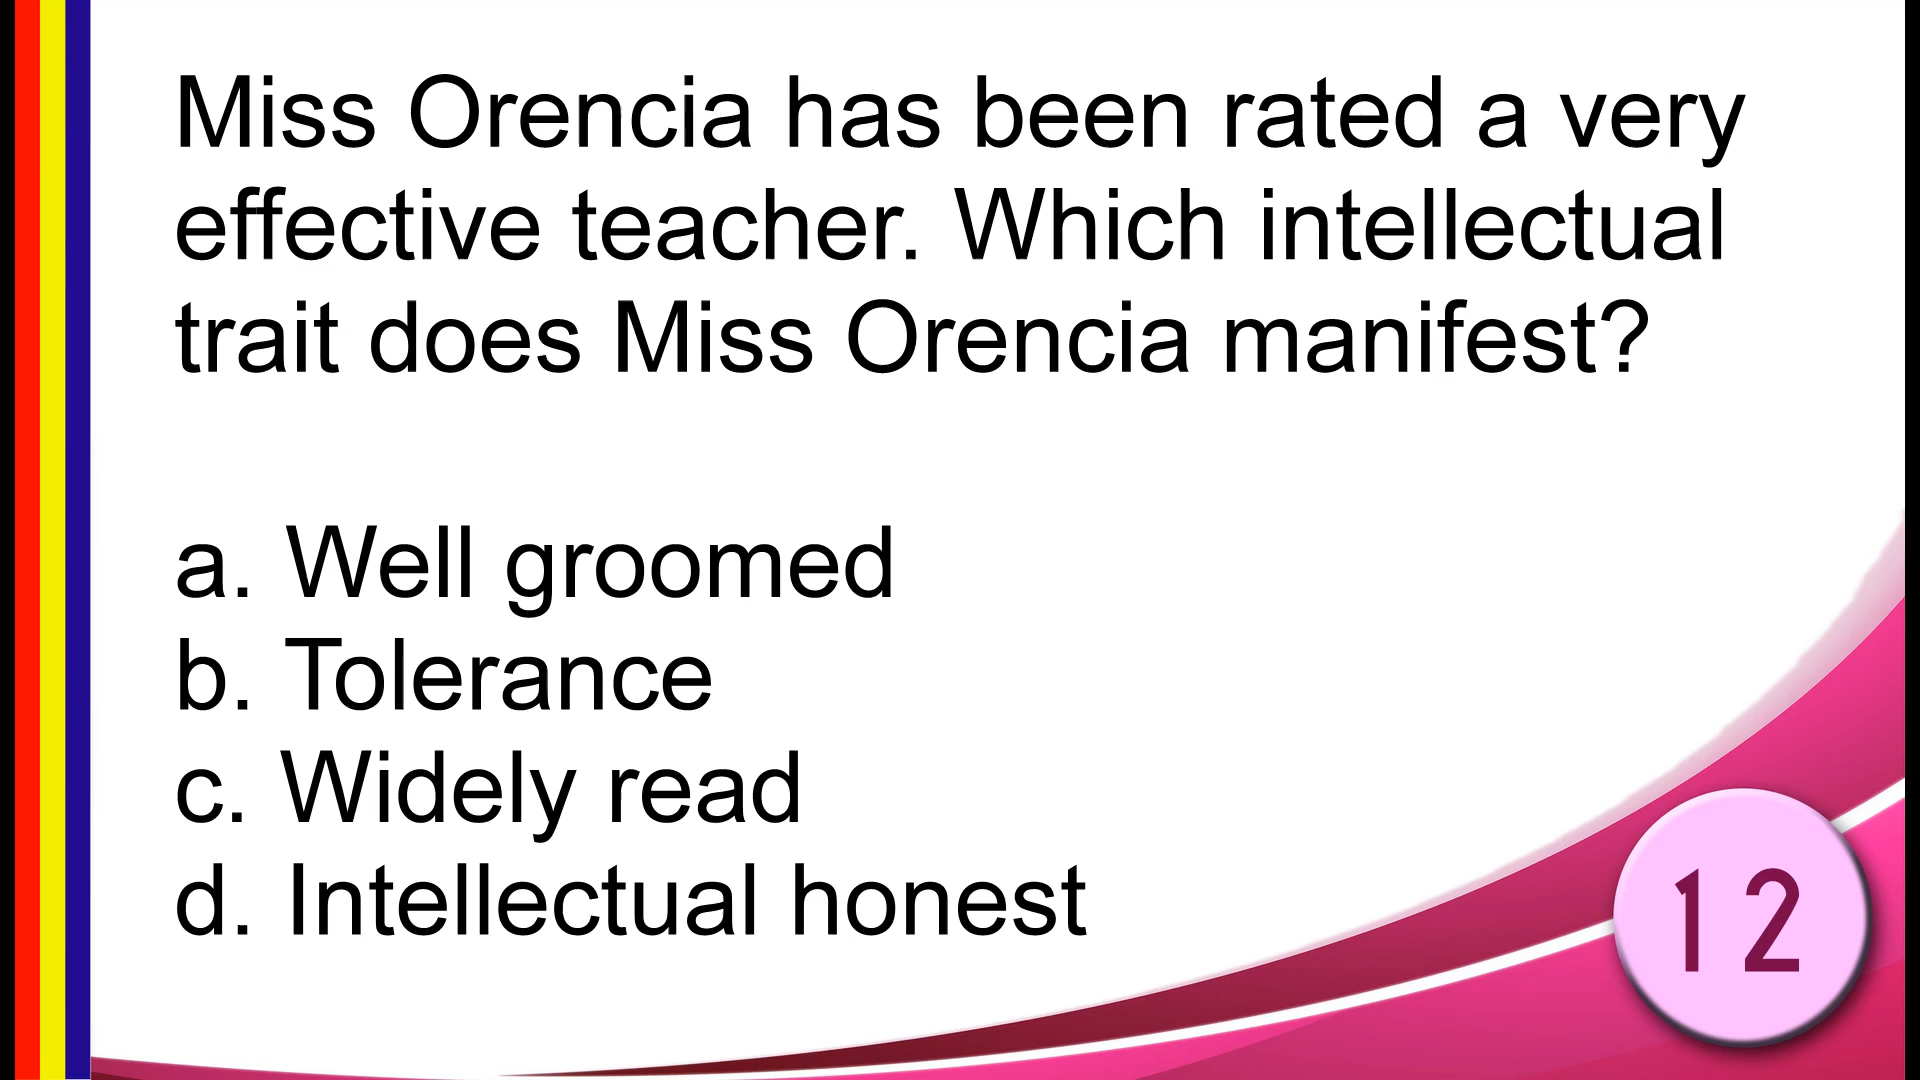 Miss Orencia has been rated a very
effective teacher. Which intellectual
trait does Miss Orencia manifest?
a. Well groomed
b. Tolerance
c. Widely read
d. Intellectual honest
12